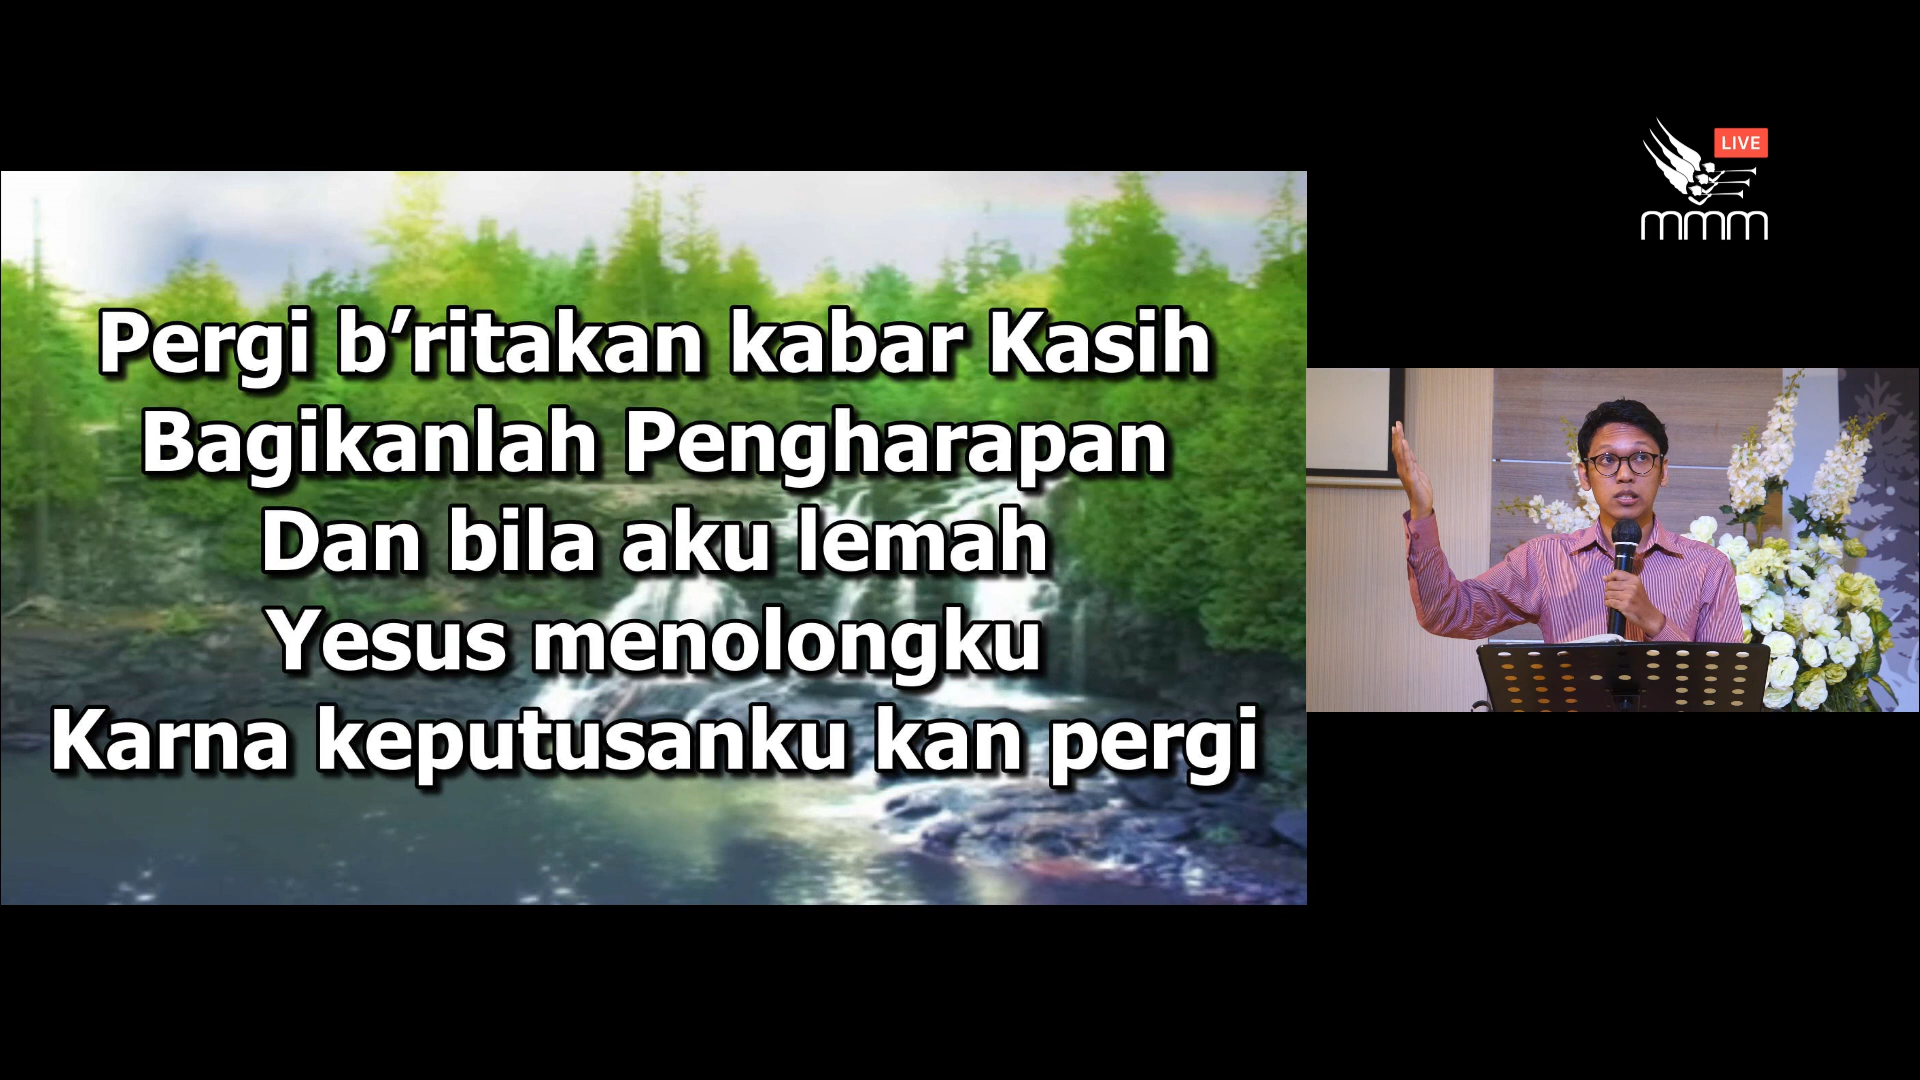 Pergi b’ritakan kabar Kasih
Bagikanlah Pengharapan
Dan bila aku lemah
Yesus menolongku
Karna keputusanku kan pergi
LIVE
mmm